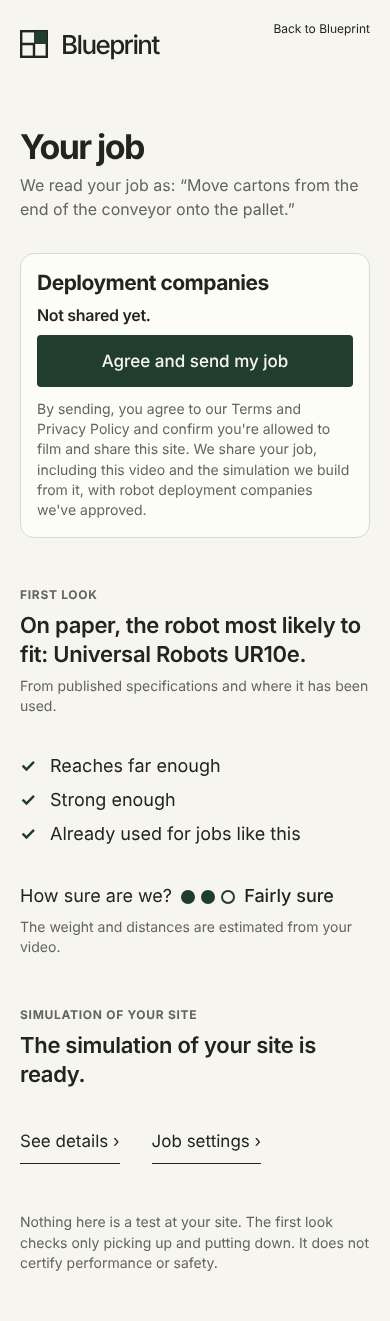 Blueprint
Back to Blueprint
Your job
We read your job as: “Move cartons from the
end of the conveyor onto the pallet.”
Deployment companies
Not shared yet.
Agree and send my job
By sending, you agree to our Terms and
Privacy Policy and confirm you're allowed to
film and share this site. We share your job,
including this video and the simulation we build
from it, with robot deployment companies
we've approved.
FIRST LOOK
On paper, the robot most likely to
fit: Universal Robots UR10e.
From published specifications and where it has been
used.
Reaches far enough
Strong enough
Already used for jobs like this
How sure are we? Fairly sure
The weight and distances are estimated from your
video.
SIMULATION OF YOUR SITE
The simulation of your site is
ready.
See details ›
Job settings ›
Nothing here is a test at your site. The first look
checks only picking up and putting down. It does not
certify performance or safety.